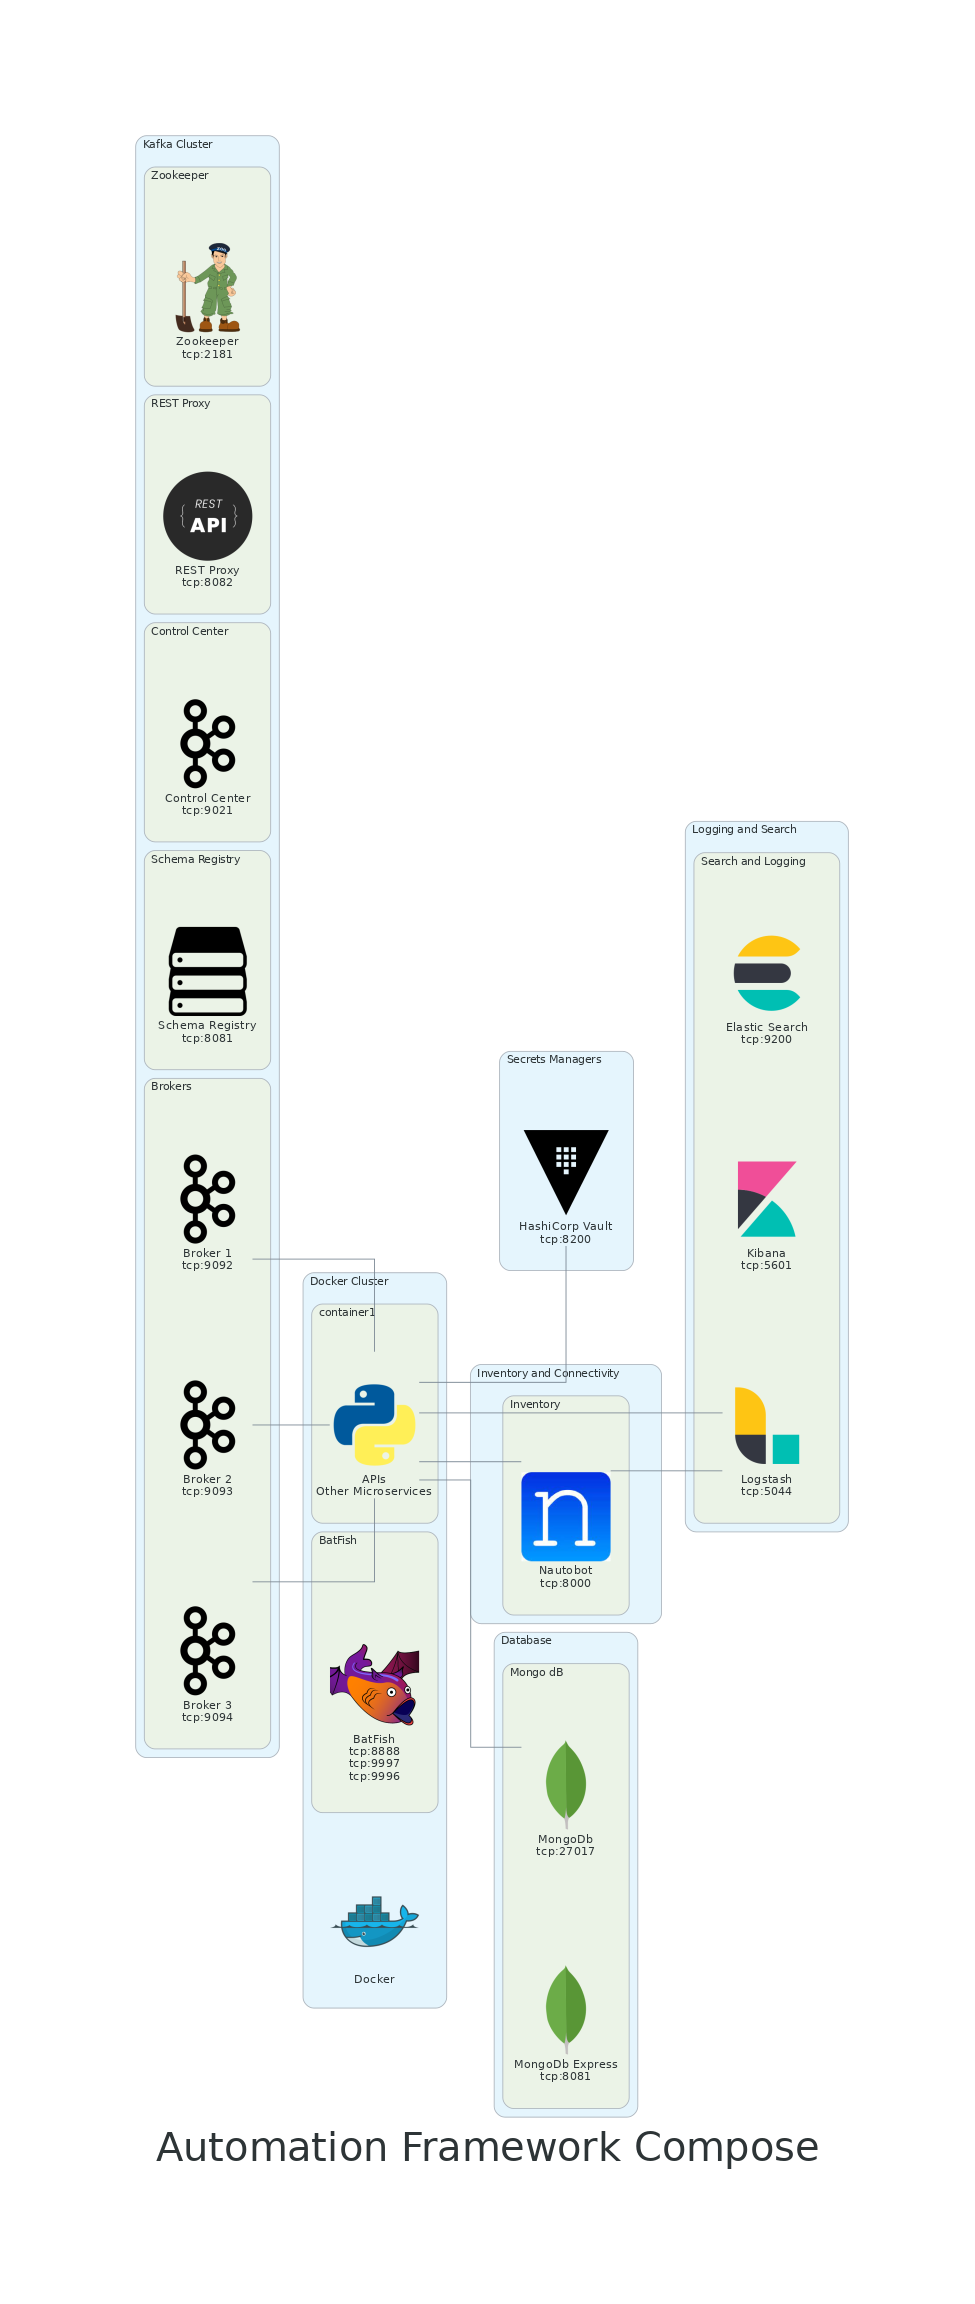 Kafka Cluster
Zookeeper
ZOO
Zookeeper
tcp:2181
REST Proxy
REST
{ API }
REST Proxy
tcp:8082
Control Center
Control Center
tcp:9021
Schema Registry
Schema Registry
tcp:8081
Brokers
Broker 1
tcp:9092
Broker 2
tcp:9093
Broker 3
tcp:9094
Docker Cluster
container1
APIs
Other Microservices
BatFish
BatFish
tcp:8888
tcp:9997
tcp:9996
Docker
Secrets Managers
HashiCorp Vault
tcp:8200
Inventory and Connectivity
Inventory
n
Nautobot
tcp:8000
Database
Mongo dB
MongoDb
tcp:27017
MongoDb Express
tcp:8081
Logging and Search
Search and Logging
Elastic Search
tcp:9200
Kibana
tcp:5601
Logstash
tcp:5044
Automation Framework Compose